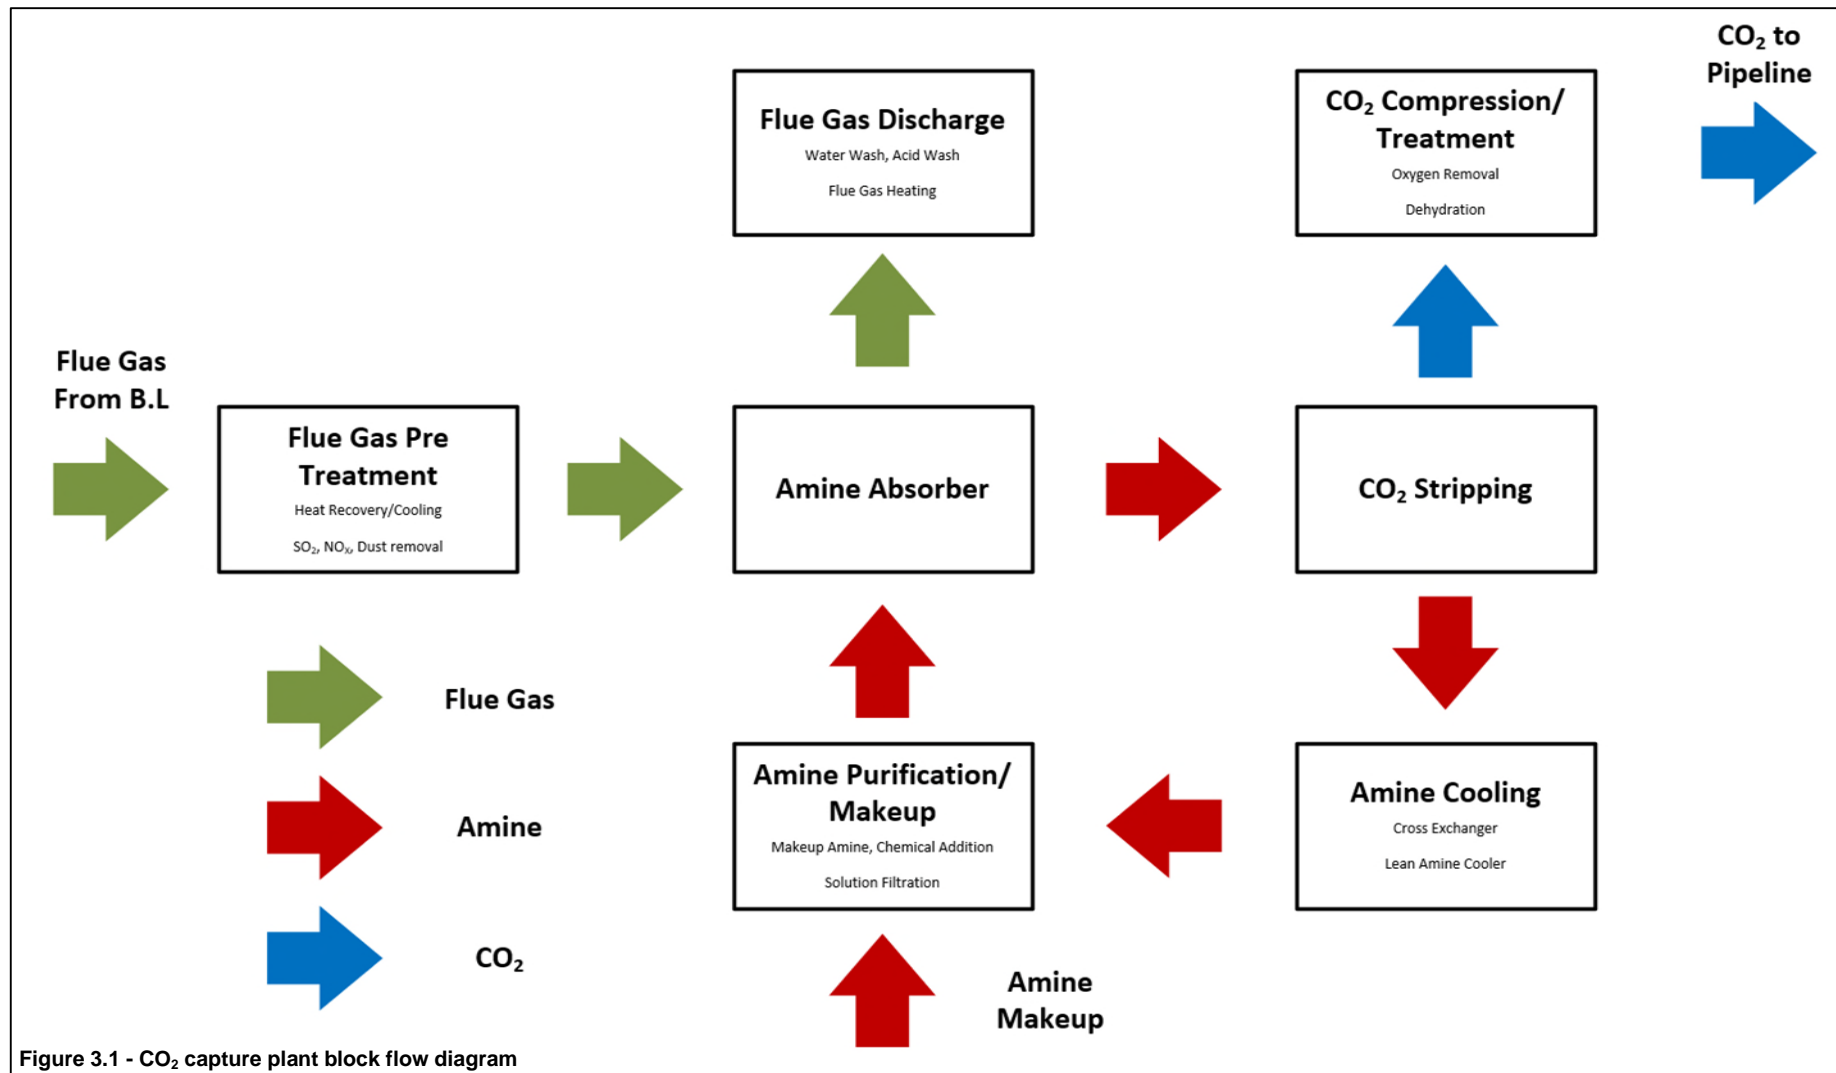 CO₂ to
Pipeline
Flue Gas Discharge
Water Wash, Acid Wash
Flue Gas Heating
CO₂ Compression/
Treatment
Oxygen Removal
Dehydration
Flue Gas
From B.L
Flue Gas Pre
Treatment
Heat Recovery/Cooling
SO₂, NOₓ, Dust removal
Amine Absorber
CO₂ Stripping
Flue Gas
Amine
CO₂
Amine Purification/
Makeup
Makeup Amine, Chemical Addition
Solution Filtration
Amine Cooling
Cross Exchanger
Lean Amine Cooler
Amine
Makeup
Figure 3.1 - CO₂ capture plant block flow diagram